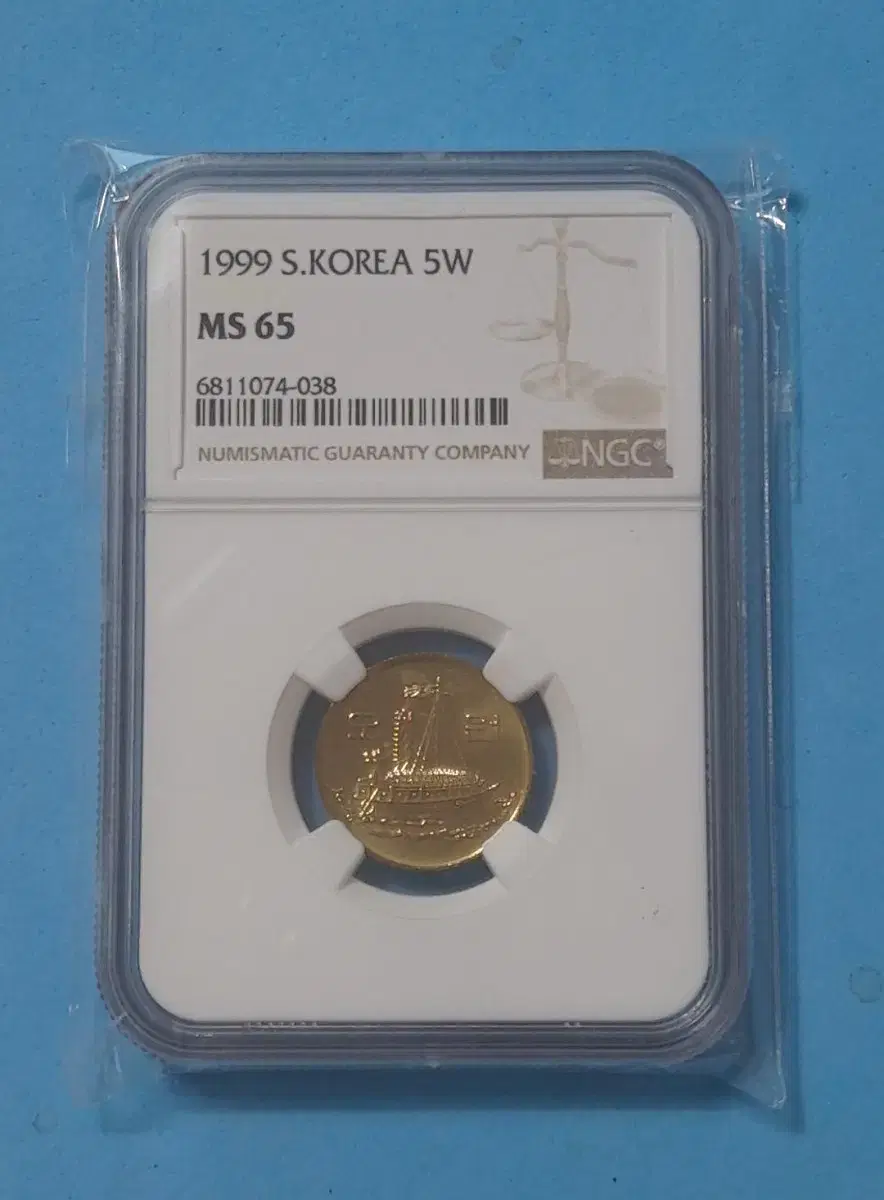 1999 S.KOREA 5W
MS 65
6811074-038
NUMISMATIC GUARANTY COMPANY NGC®